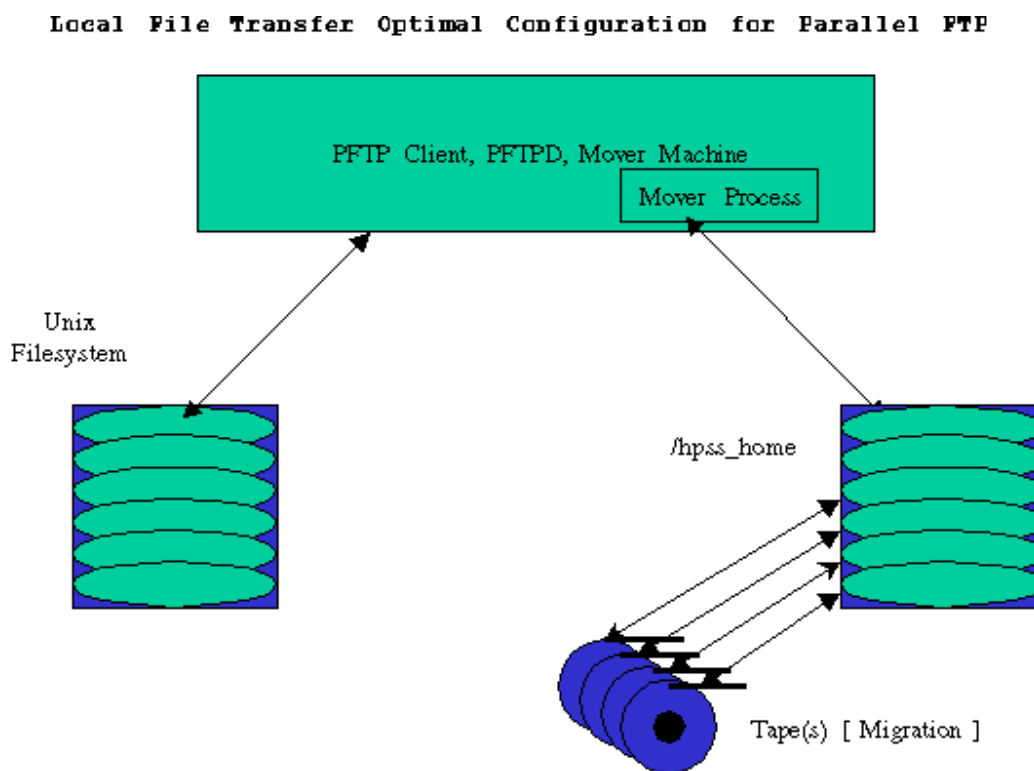 Local File Transfer Optimal Configuration for Parallel FTP
PFTP Client, PFTPD, Mover Machine
Mover Process
Unix
Filesystem
/hpss_home
Tape(s) [ Migration ]